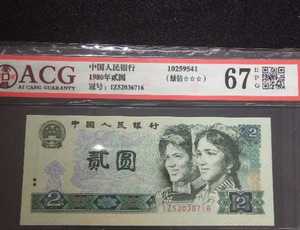 ACG
AI CANG GUARANTY
中国人民银行
1980年贰圆
冠号：IZ52036716
10259541
(绿钻☆☆☆)
67 EPQ
中国人民银行
贰圆
2
IZ52036716
2